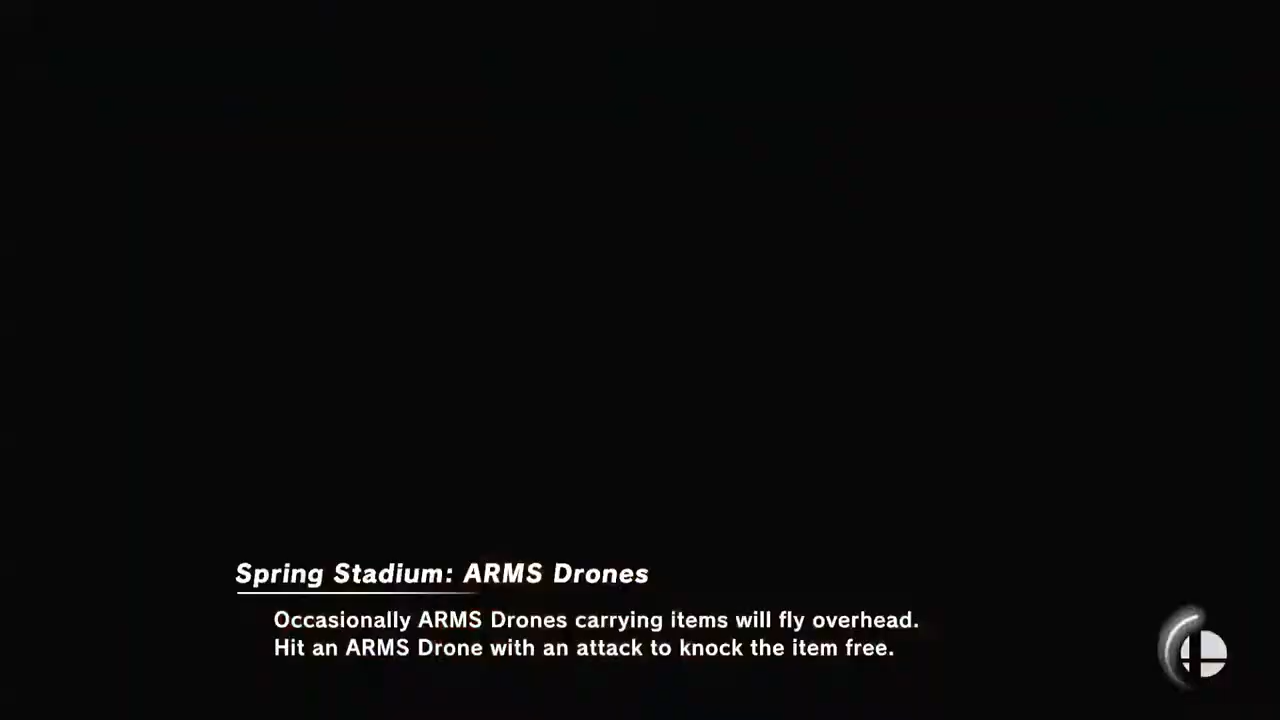 Spring Stadium: ARMS Drones
Occasionally ARMS Drones carrying items will fly overhead.
Hit an ARMS Drone with an attack to knock the item free.